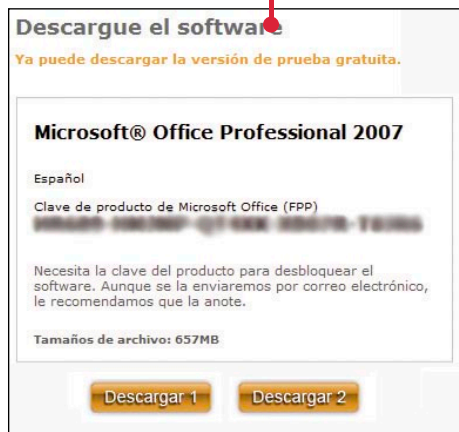 Descargue el software
Ya puede descargar la versión de prueba gratuita.
Microsoft® Office Professional 2007
Español
Clave de producto de Microsoft Office (FPP)
Necesita la clave del producto para desbloquear el
software. Aunque se la enviaremos por correo electrónico,
le recomendamos que la anote.
Tamaños de archivo: 657MB
Descargar 1
Descargar 2